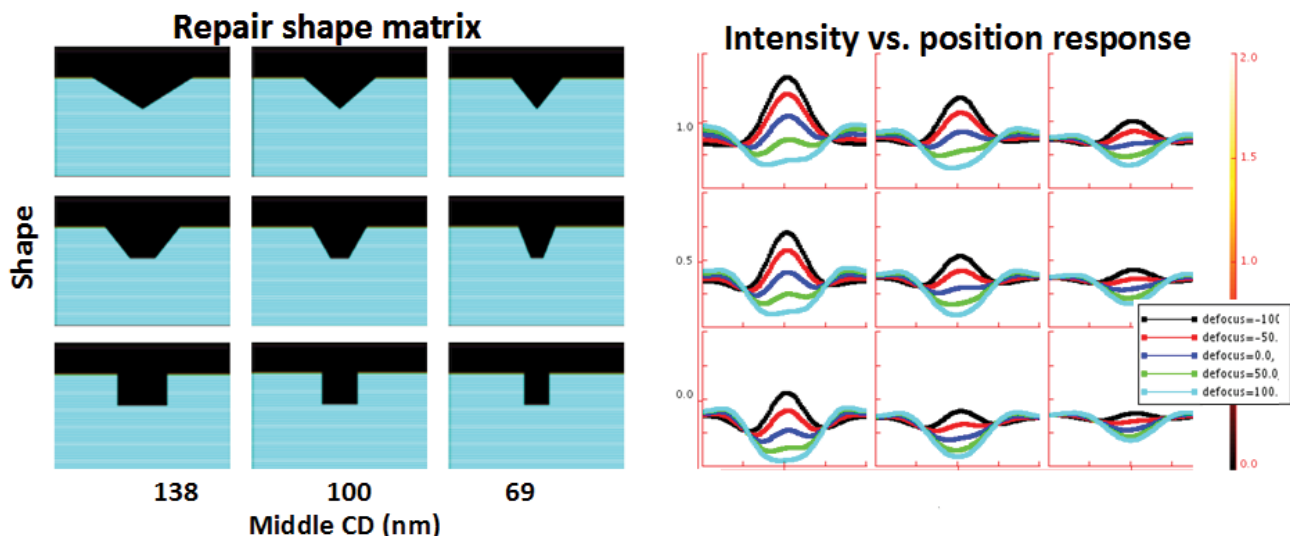 Repair shape matrix
Shape
138 100 69
Middle CD (nm)
Intensity vs. position response
1.0
0.5
0.0
2.0
1.5
1.0
0.0
defocus=-100
defocus=-50.
defocus=0.0,
defocus=50.0
defocus=100.